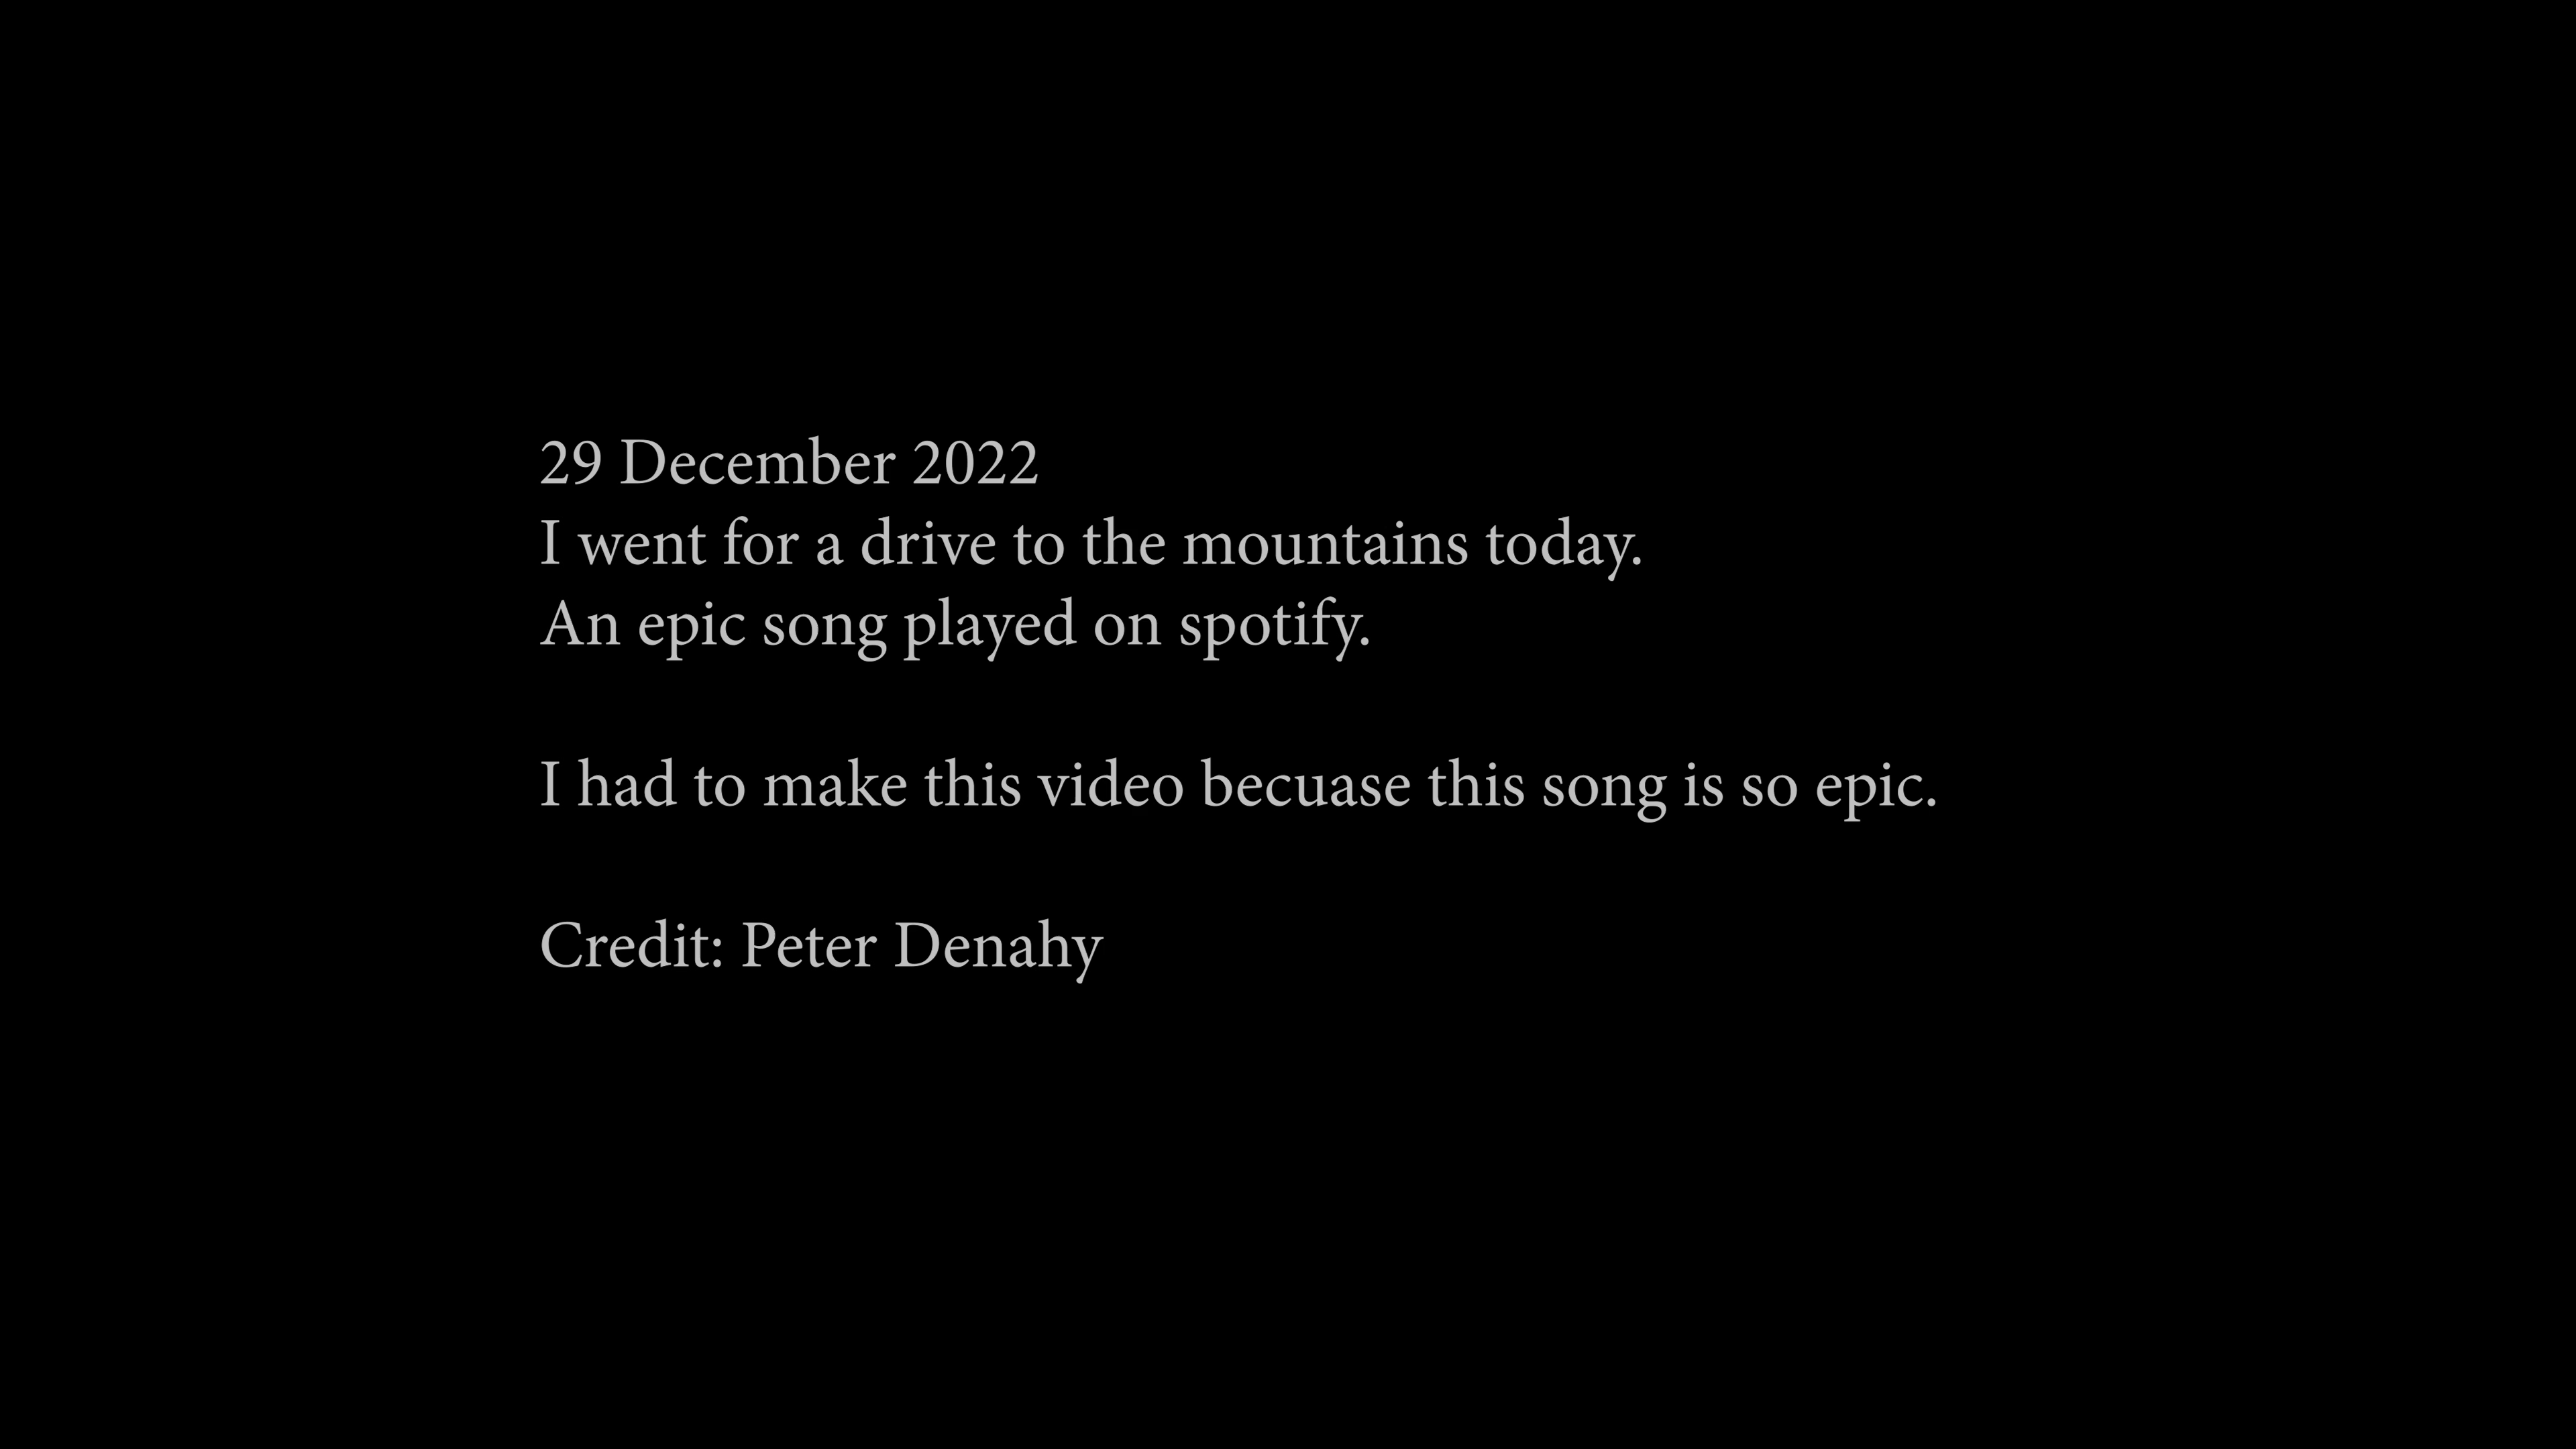 29 December 2022
I went for a drive to the mountains today.
An epic song played on spotify.
I had to make this video becuase this song is so epic.
Credit: Peter Denahy